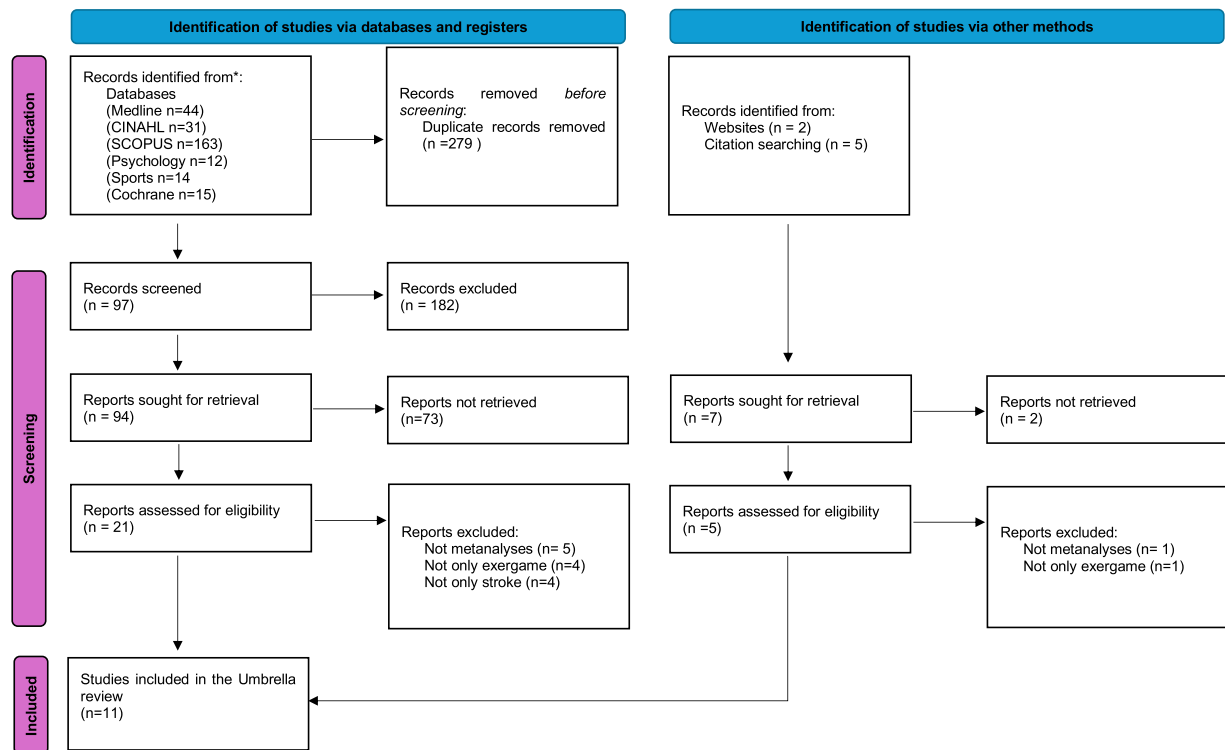 Identification of studies via databases and registers
Identification of studies via other methods
Identification
Records identified from*:
Databases
(Medline n=44)
(CINAHL n=31)
(SCOPUS n=163)
(Psychology n=12)
(Sports n=14
(Cochrane n=15)
Records removed before
screening:
Duplicate records removed
(n =279 )
Records identified from:
Websites (n = 2)
Citation searching (n = 5)
Screening
Records screened
(n = 97)
Records excluded
(n = 182)
Reports sought for retrieval
(n = 94)
Reports not retrieved
(n=73)
Reports sought for retrieval
(n =7)
Reports not retrieved
(n = 2)
Reports assessed for eligibility
(n = 21)
Reports excluded:
Not metanalyses (n= 5)
Not only exergame (n=4)
Not only stroke (n=4)
Reports assessed for eligibility
(n =5)
Reports excluded:
Not metanalyses (n= 1)
Not only exergame (n=1)
Included
Studies included in the Umbrella
review
(n=11)